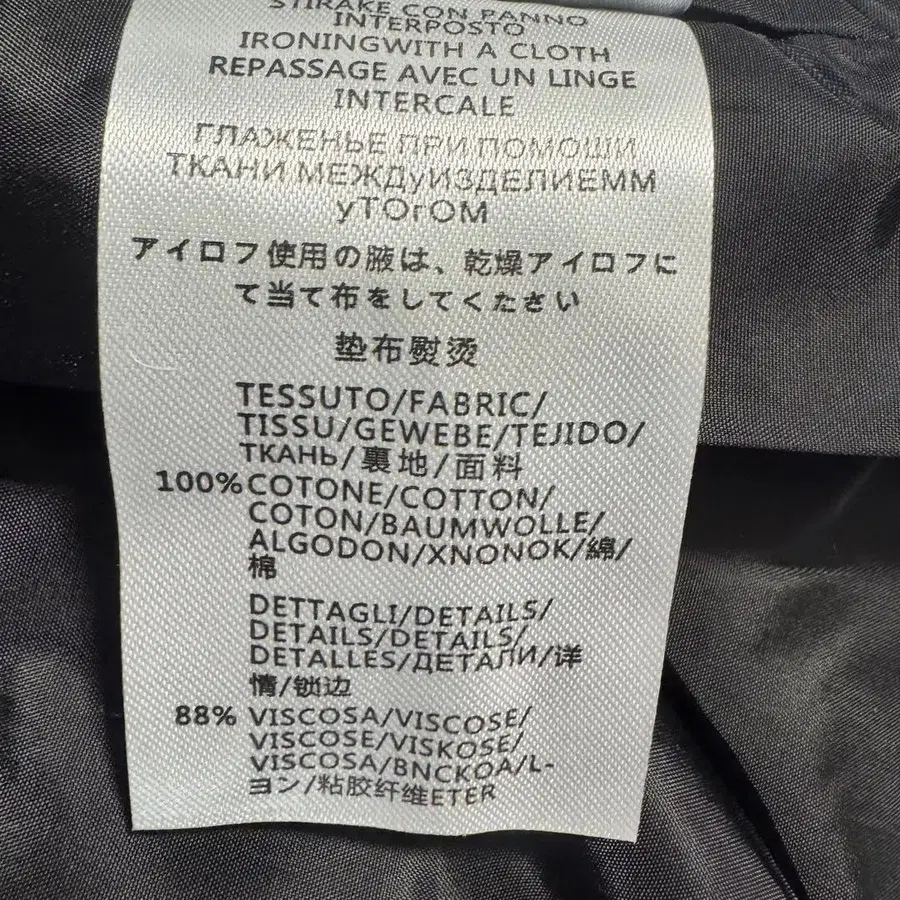 STIRAKE CON PANNO
INTERPOSTO
IRONINGWITH A CLOTH
REPASSAGE AVEC UN LINGE
INTERCALE
ГЛАЖЕНЬЕ ПРИ ПОМОШИ
ТКАНИ МЕЖДуИЗДЕЛИЕММ
уТОгОМ
アイロフ使用の腋は、乾燥アイロフに
て当て布をしてくたさい
垫布熨烫
TESSUTO/FABRIC/
TISSU/GEWEBE/TEJIDO/
ТКАНЬ/裏地/面料
100%COTONE/COTTON/
COTON/BAUMWOLLE/
ALGODON/XNONOK/綿/
棉
DETTAGLI/DETAILS/
DETAILS/DETAILS/
DETALLES/ДЕТАЛИ/详
情/锁边
88% VISCOSA/VISCOSE/
VISCOSE/VISKOSE/
VISCOSA/BNCKOA/L-
ヨン/粘胶纤维ETER